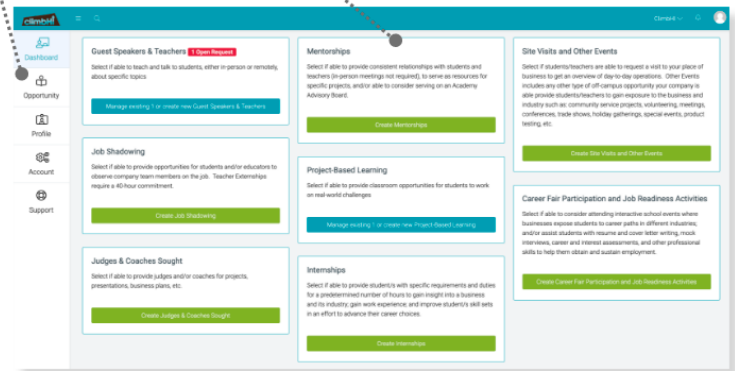 climbHI
ClimbHI
Dashboard
Opportunity
Profile
Account
Support
Guest Speakers & Teachers 1 Open Request
Select if able to teach and talk to students, either in-person or remotely,
about specific topics
Manage existing 1 or create new Guest Speakers & Teachers
Job Shadowing
Select if able to provide opportunities for students and/or educators to
observe company team members on the job. Teacher Externships
require a 40-hour commitment.
Create Job Shadowing
Judges & Coaches Sought
Select if able to provide judges and/or coaches for projects,
presentations, business plans, etc.
Create Judges & Coaches Sought
Mentorships
Select if able to provide consistent relationships with students and
teachers (in-person meetings not required), to serve as resources for
specific projects, and/or able to consider serving on an Academy
Advisory Board.
Create Mentorships
Project-Based Learning
Select if able to provide classroom opportunities for students to work
on real-world challenges
Manage existing 1 or create new Project-Based Learning
Internships
Select if able to provide student/s with specific requirements and duties
for a predetermined number of hours to gain insight into a business
and its industry; gain work experience; and improve student/s skill sets
in an effort to advance their career choices.
Create Internships
Site Visits and Other Events
Select if students/teachers are able to request a visit to your place of
business to get an overview of day-to-day operations. Other Events
includes any other type of off-campus opportunity your company is
able provide students/teachers to gain exposure to the business and
industry such as: community service projects, volunteering, meetings,
conferences, trade shows, holiday gatherings, special events, product
testing, etc.
Create Site Visits and Other Events
Career Fair Participation and Job Readiness Activities
Select if able to consider attending interactive school events where
businesses expose students to career paths in different industries;
and/or assist students with resume and cover letter writing, mock
interviews, career and interest assessments, and other professional
skills to help them obtain and sustain employment.
Create Career Fair Participation and Job Readiness Activities